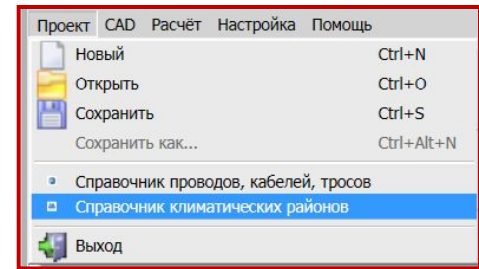 Проект CAD Расчёт Настройка Помощь
Новый Ctrl+N
Открыть Ctrl+O
Сохранить Ctrl+S
Сохранить как... Ctrl+Alt+N
Справочник проводов, кабелей, тросов
Справочник климатических районов
Выход